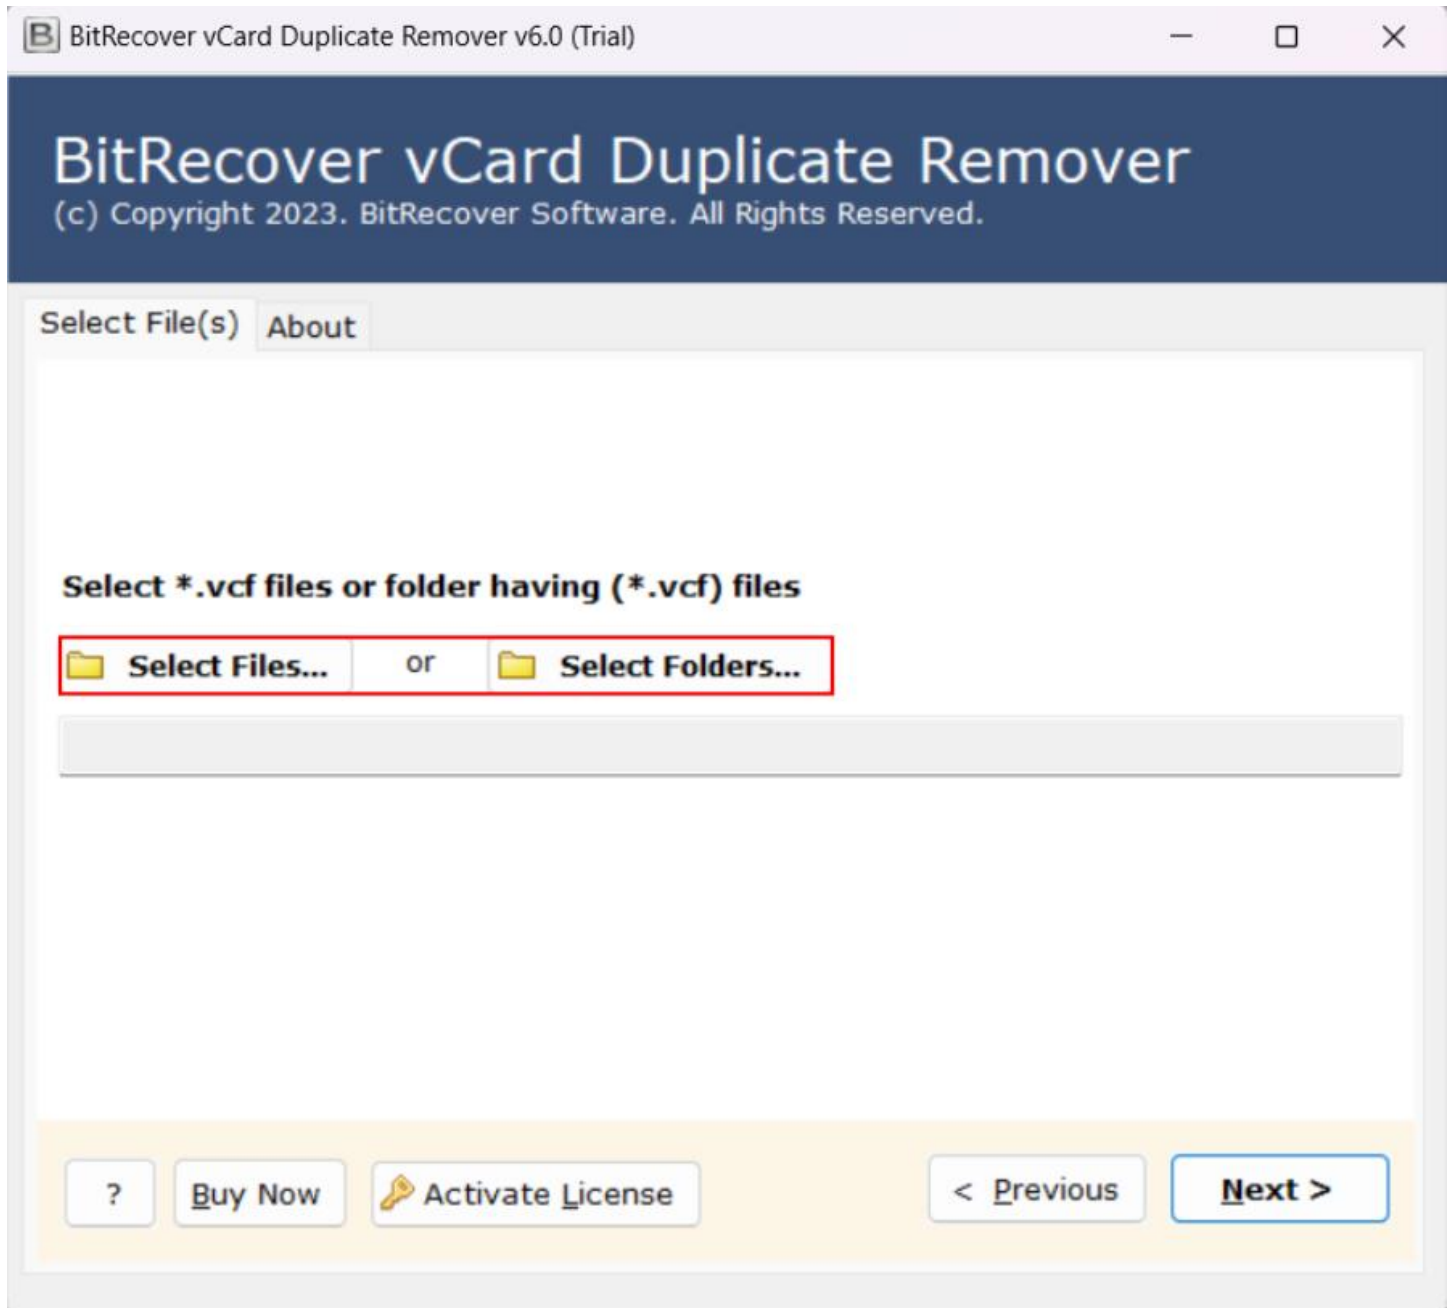 BitRecover vCard Duplicate Remover v6.0 (Trial)
BitRecover vCard Duplicate Remover
(c) Copyright 2023. BitRecover Software. All Rights Reserved.
Select File(s) About
Select *.vcf files or folder having (*.vcf) files
Select Files... or Select Folders...
? Buy Now Activate License < Previous Next >